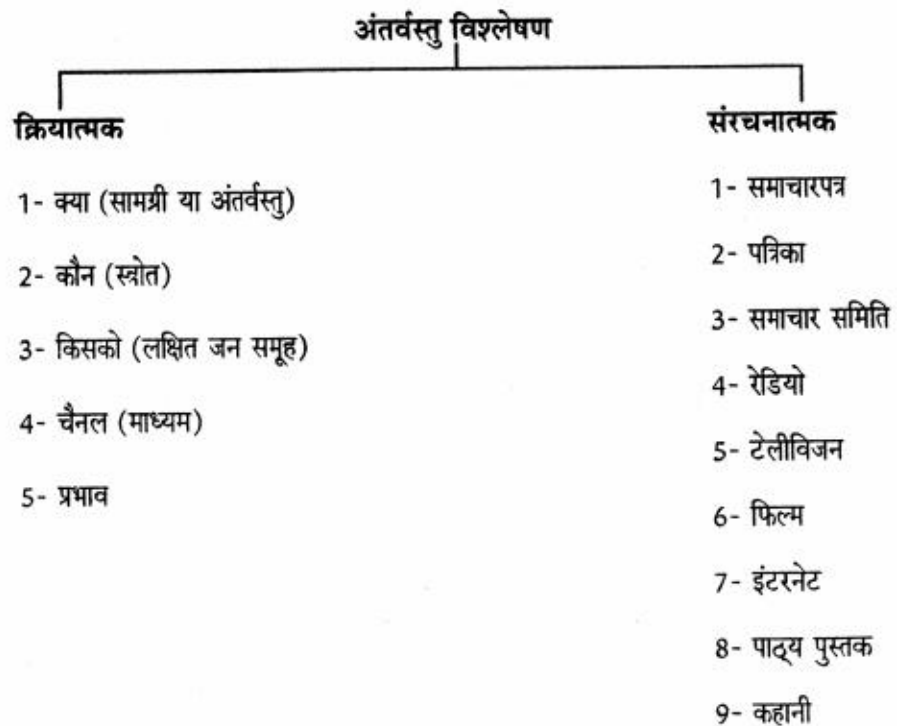 अंतर्वस्तु विश्लेषण
क्रियात्मक
1- क्या (सामग्री या अंतर्वस्तु)
2- कौन (स्त्रोत)
3- किसको (लक्षित जन समूह)
4- चैनल (माध्यम)
5- प्रभाव
संरचनात्मक
1- समाचारपत्र
2- पत्रिका
3- समाचार समिति
4- रेडियो
5- टेलीविजन
6- फिल्म
7- इंटरनेट
8- पाठ्य पुस्तक
9- कहानी